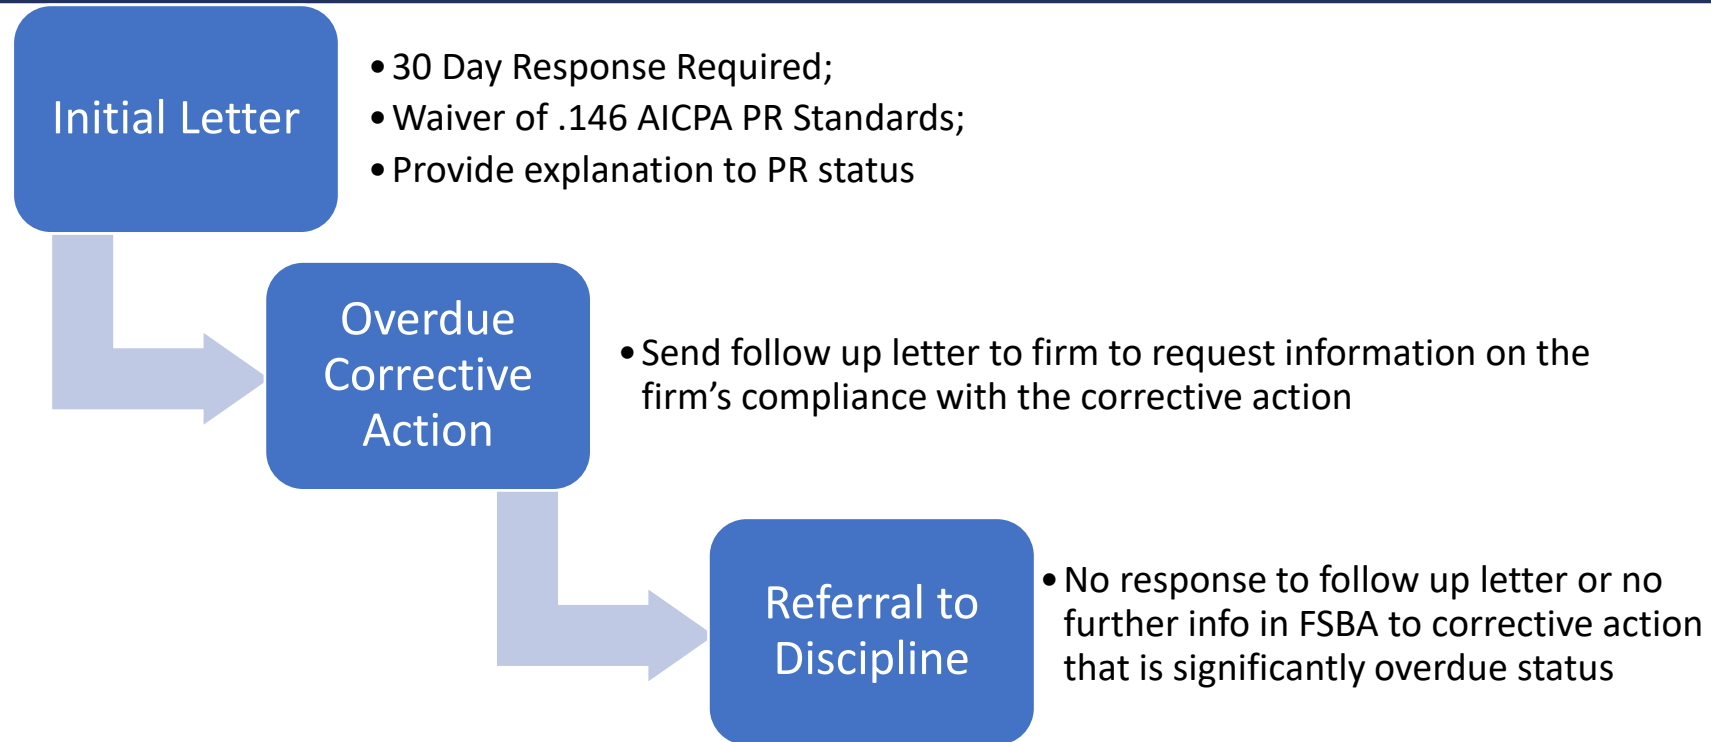 Initial Letter
• 30 Day Response Required;
• Waiver of .146 AICPA PR Standards;
• Provide explanation to PR status
Overdue
Corrective
Action
• Send follow up letter to firm to request information on the
firm’s compliance with the corrective action
Referral to
Discipline
• No response to follow up letter or no
further info in FSBA to corrective action
that is significantly overdue status